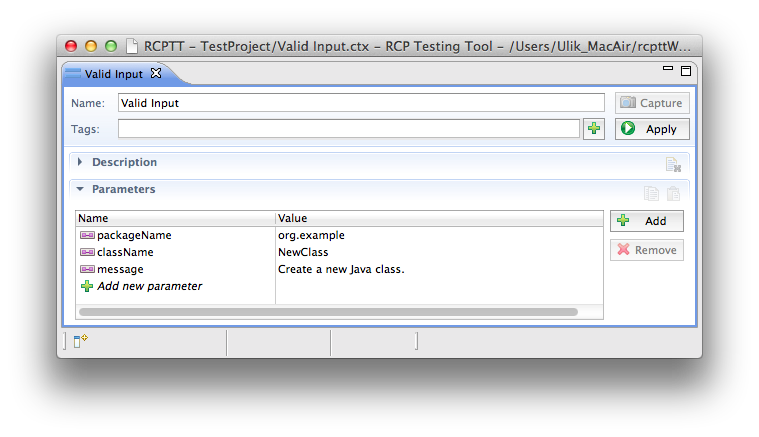 RCPTT – TestProject/Valid Input.ctx – RCP Testing Tool – /Users/Ulik_MacAir/rcpttW...
Valid Input
Name: Valid Input Capture
Tags: Apply
Description
Parameters
Name Value Add
packageName org.example
className NewClass Remove
message Create a new Java class.
Add new parameter